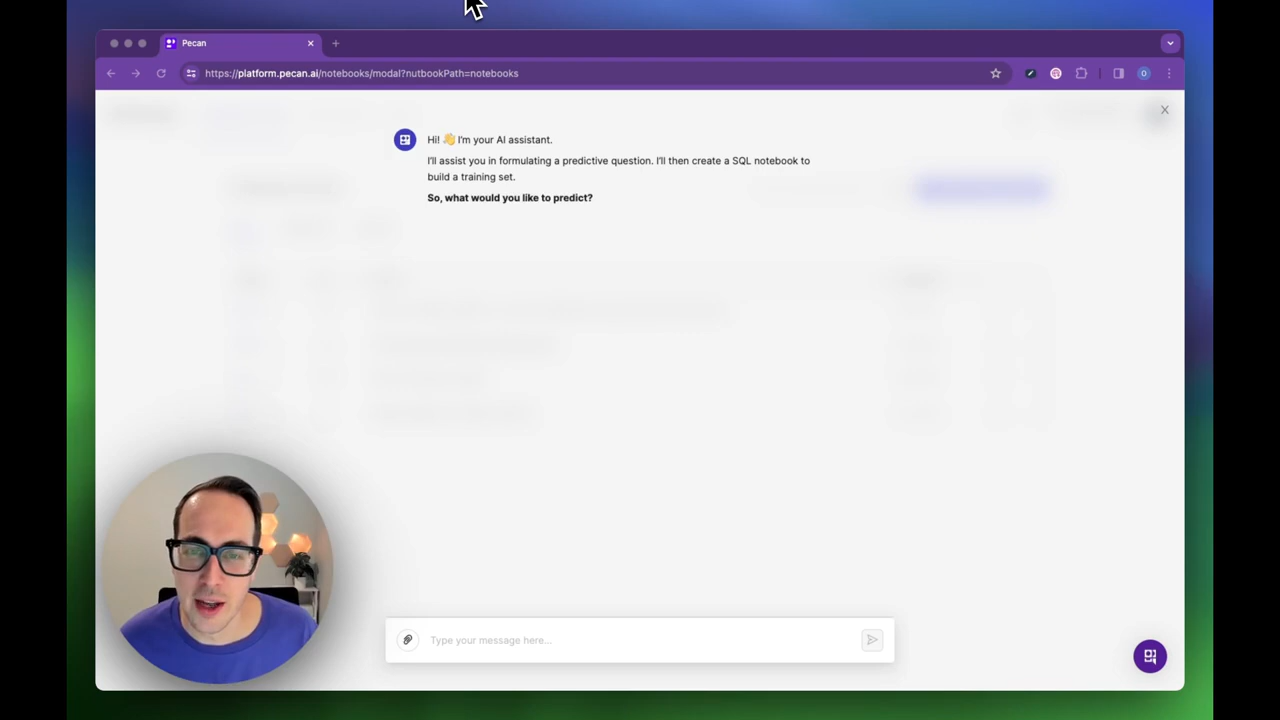 Pecan
https://platform.pecan.ai/notebooks/modal?nutbookPath=notebooks
O
Hi! 👋 I'm your AI assistant.
I'll assist you in formulating a predictive question. I'll then create a SQL notebook to
build a training set.
So, what would you like to predict?
Type your message here...